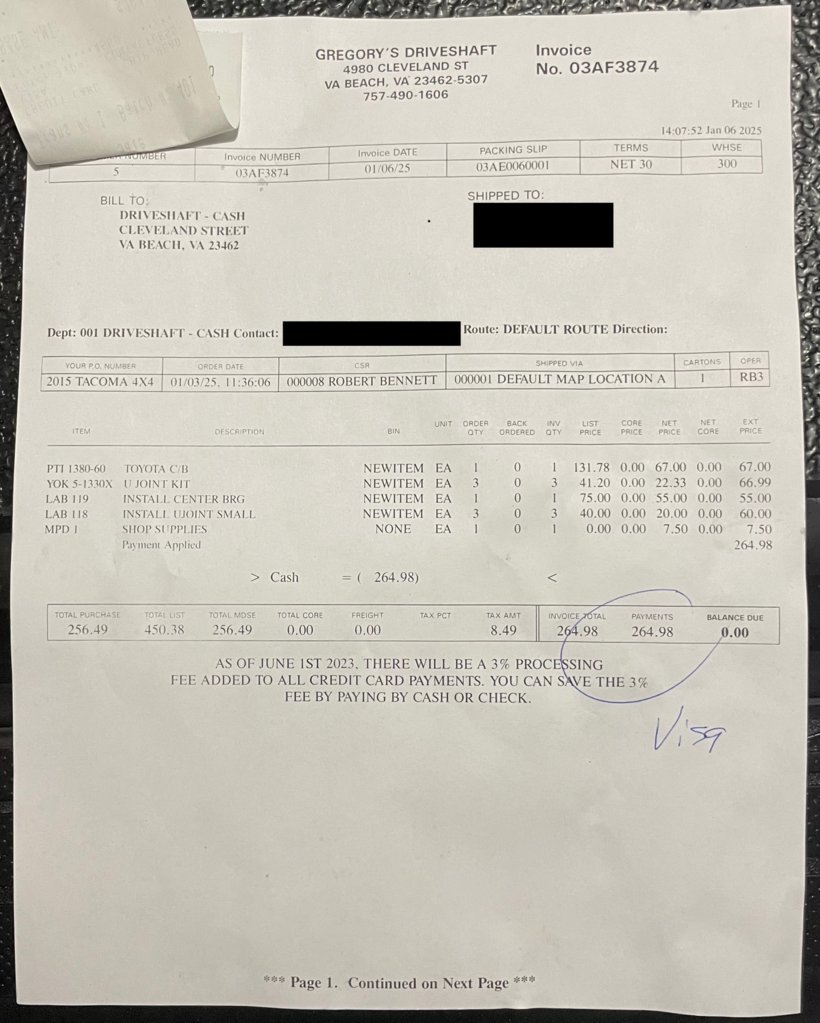 GREGORY'S DRIVESHAFT
4980 CLEVELAND ST
VA BEACH, VA 23462-5307
757-490-1606
Invoice
No. 03AF3874
Page 1
14:07:52 Jan 06 2025
NUMBER Invoice NUMBER Invoice DATE PACKING SLIP TERMS WHSE
5 03AF3874 01/06/25 03AE0060001 NET 30 300
BILL TO:
DRIVESHAFT - CASH
CLEVELAND STREET
VA BEACH, VA 23462
SHIPPED TO:
Dept: 001 DRIVESHAFT - CASH Contact: Route: DEFAULT ROUTE Direction:
YOUR P.O. NUMBER ORDER DATE CSR SHIPPED VIA CARTONS OPER
2015 TACOMA 4X4 01/03/25, 11:36:06 000008 ROBERT BENNETT 000001 DEFAULT MAP LOCATION A 1 RB3
ITEM DESCRIPTION BIN UNIT ORDER QTY BACK ORDERED INV QTY LIST PRICE CORE PRICE NET PRICE NET CORE EXT PRICE
PTI 1380-60 TOYOTA C/B NEWITEM EA 1 0 1 131.78 0.00 67.00 0.00 67.00
YOK 5-1330X U JOINT KIT NEWITEM EA 3 0 3 41.20 0.00 22.33 0.00 66.99
LAB 119 INSTALL CENTER BRG NEWITEM EA 1 0 1 75.00 0.00 55.00 0.00 55.00
LAB 118 INSTALL UJOINT SMALL NEWITEM EA 3 0 3 40.00 0.00 20.00 0.00 60.00
MPD 1 SHOP SUPPLIES NONE EA 1 0 1 0.00 0.00 7.50 0.00 7.50
Payment Applied 264.98
> Cash = ( 264.98) <
TOTAL PURCHASE TOTAL LIST TOTAL MDSE TOTAL CORE FREIGHT TAX PCT TAX AMT INVOICE TOTAL PAYMENTS BALANCE DUE
256.49 450.38 256.49 0.00 0.00 8.49 264.98 264.98 0.00
AS OF JUNE 1ST 2023, THERE WILL BE A 3% PROCESSING
FEE ADDED TO ALL CREDIT CARD PAYMENTS. YOU CAN SAVE THE 3%
FEE BY PAYING BY CASH OR CHECK.
Visa
*** Page 1. Continued on Next Page ***